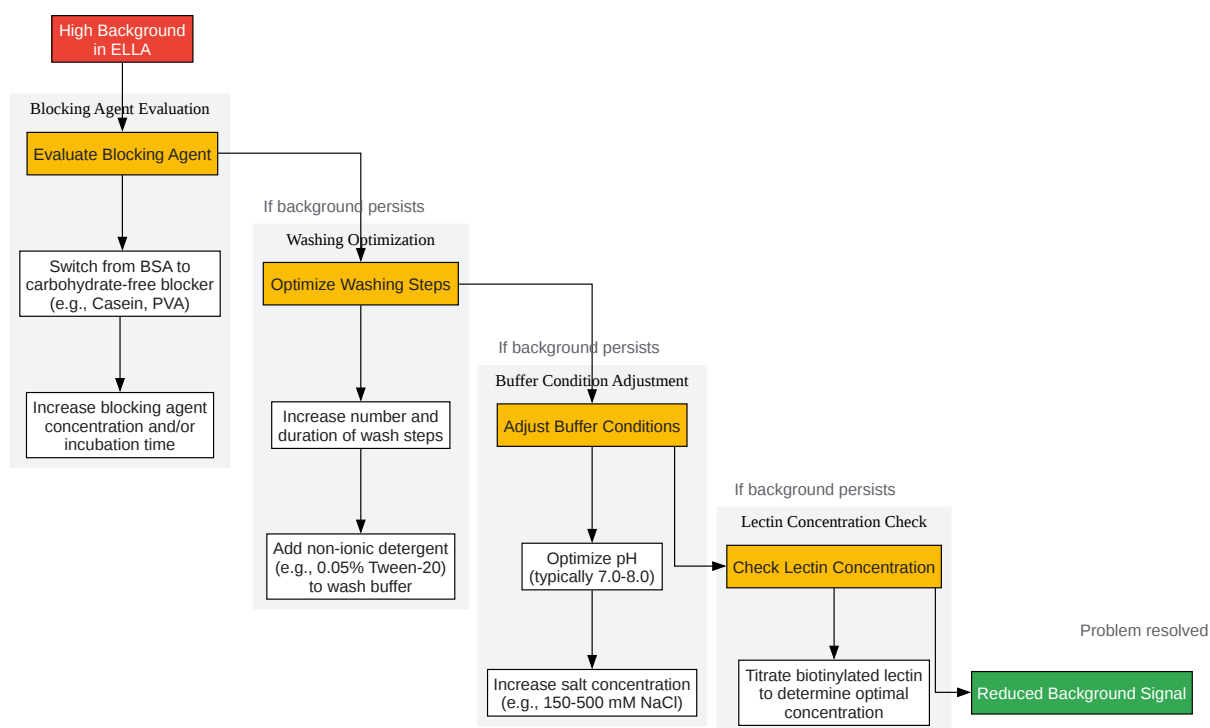 High Background
in ELLA
Blocking Agent Evaluation
Evaluate Blocking Agent
Switch from BSA to
carbohydrate-free blocker
(e.g., Casein, PVA)
Increase blocking agent
concentration and/or
incubation time
If background persists
Washing Optimization
Optimize Washing Steps
Increase number and
duration of wash steps
Add non-ionic detergent
(e.g., 0.05% Tween-20)
to wash buffer
If background persists
Buffer Condition Adjustment
Adjust Buffer Conditions
Optimize pH
(typically 7.0-8.0)
Increase salt concentration
(e.g., 150-500 mM NaCl)
If background persists
Lectin Concentration Check
Check Lectin Concentration
Titrate biotinylated lectin
to determine optimal
concentration
Problem resolved
Reduced Background Signal